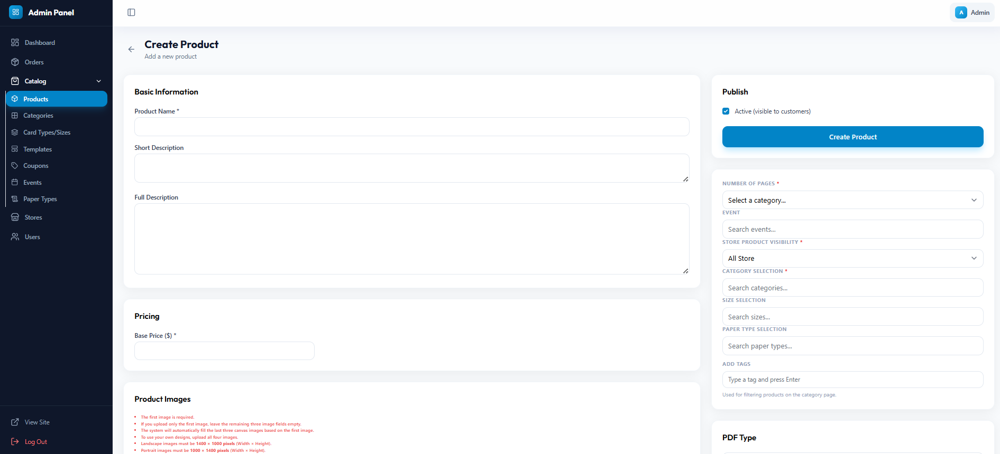 Admin Panel
Dashboard
Orders
Catalog
Products
Categories
Card Types/Sizes
Templates
Coupons
Events
Paper Types
Stores
Users
View Site
Log Out
A Admin
Create Product
Add a new product
Basic Information
Product Name *
Short Description
Full Description
Pricing
Base Price ($) *
Product Images
• The first image is required.
• If you upload only the first image, leave the remaining three image fields empty.
• The system will automatically fill the last three canvas images based on the first image.
• To use your own designs, upload all four images.
• Landscape images must be 1400 × 1000 pixels (Width × Height).
• Portrait images must be 1000 × 1400 pixels (Width × Height).
Publish
Active (visible to customers)
Create Product
NUMBER OF PAGES *
Select a category...
EVENT
Search events...
STORE PRODUCT VISIBILITY *
All Store
CATEGORY SELECTION *
Search categories...
SIZE SELECTION
Search sizes...
PAPER TYPE SELECTION
Search paper types...
ADD TAGS
Type a tag and press Enter
Used for filtering products on the category page.
PDF Type